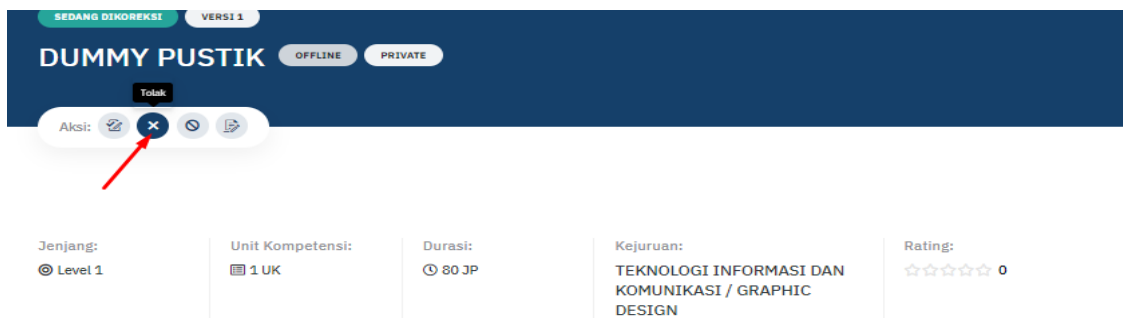 SEDANG DIKOREKSI VERSI 1
DUMMY PUSTIK OFFLINE PRIVATE
Tolak
Aksi:
Jenjang: Unit Kompetensi: Durasi: Kejuruan: Rating:
Level 1 1 UK 80 JP TEKNOLOGI INFORMASI DAN 0
KOMUNIKASI / GRAPHIC
DESIGN